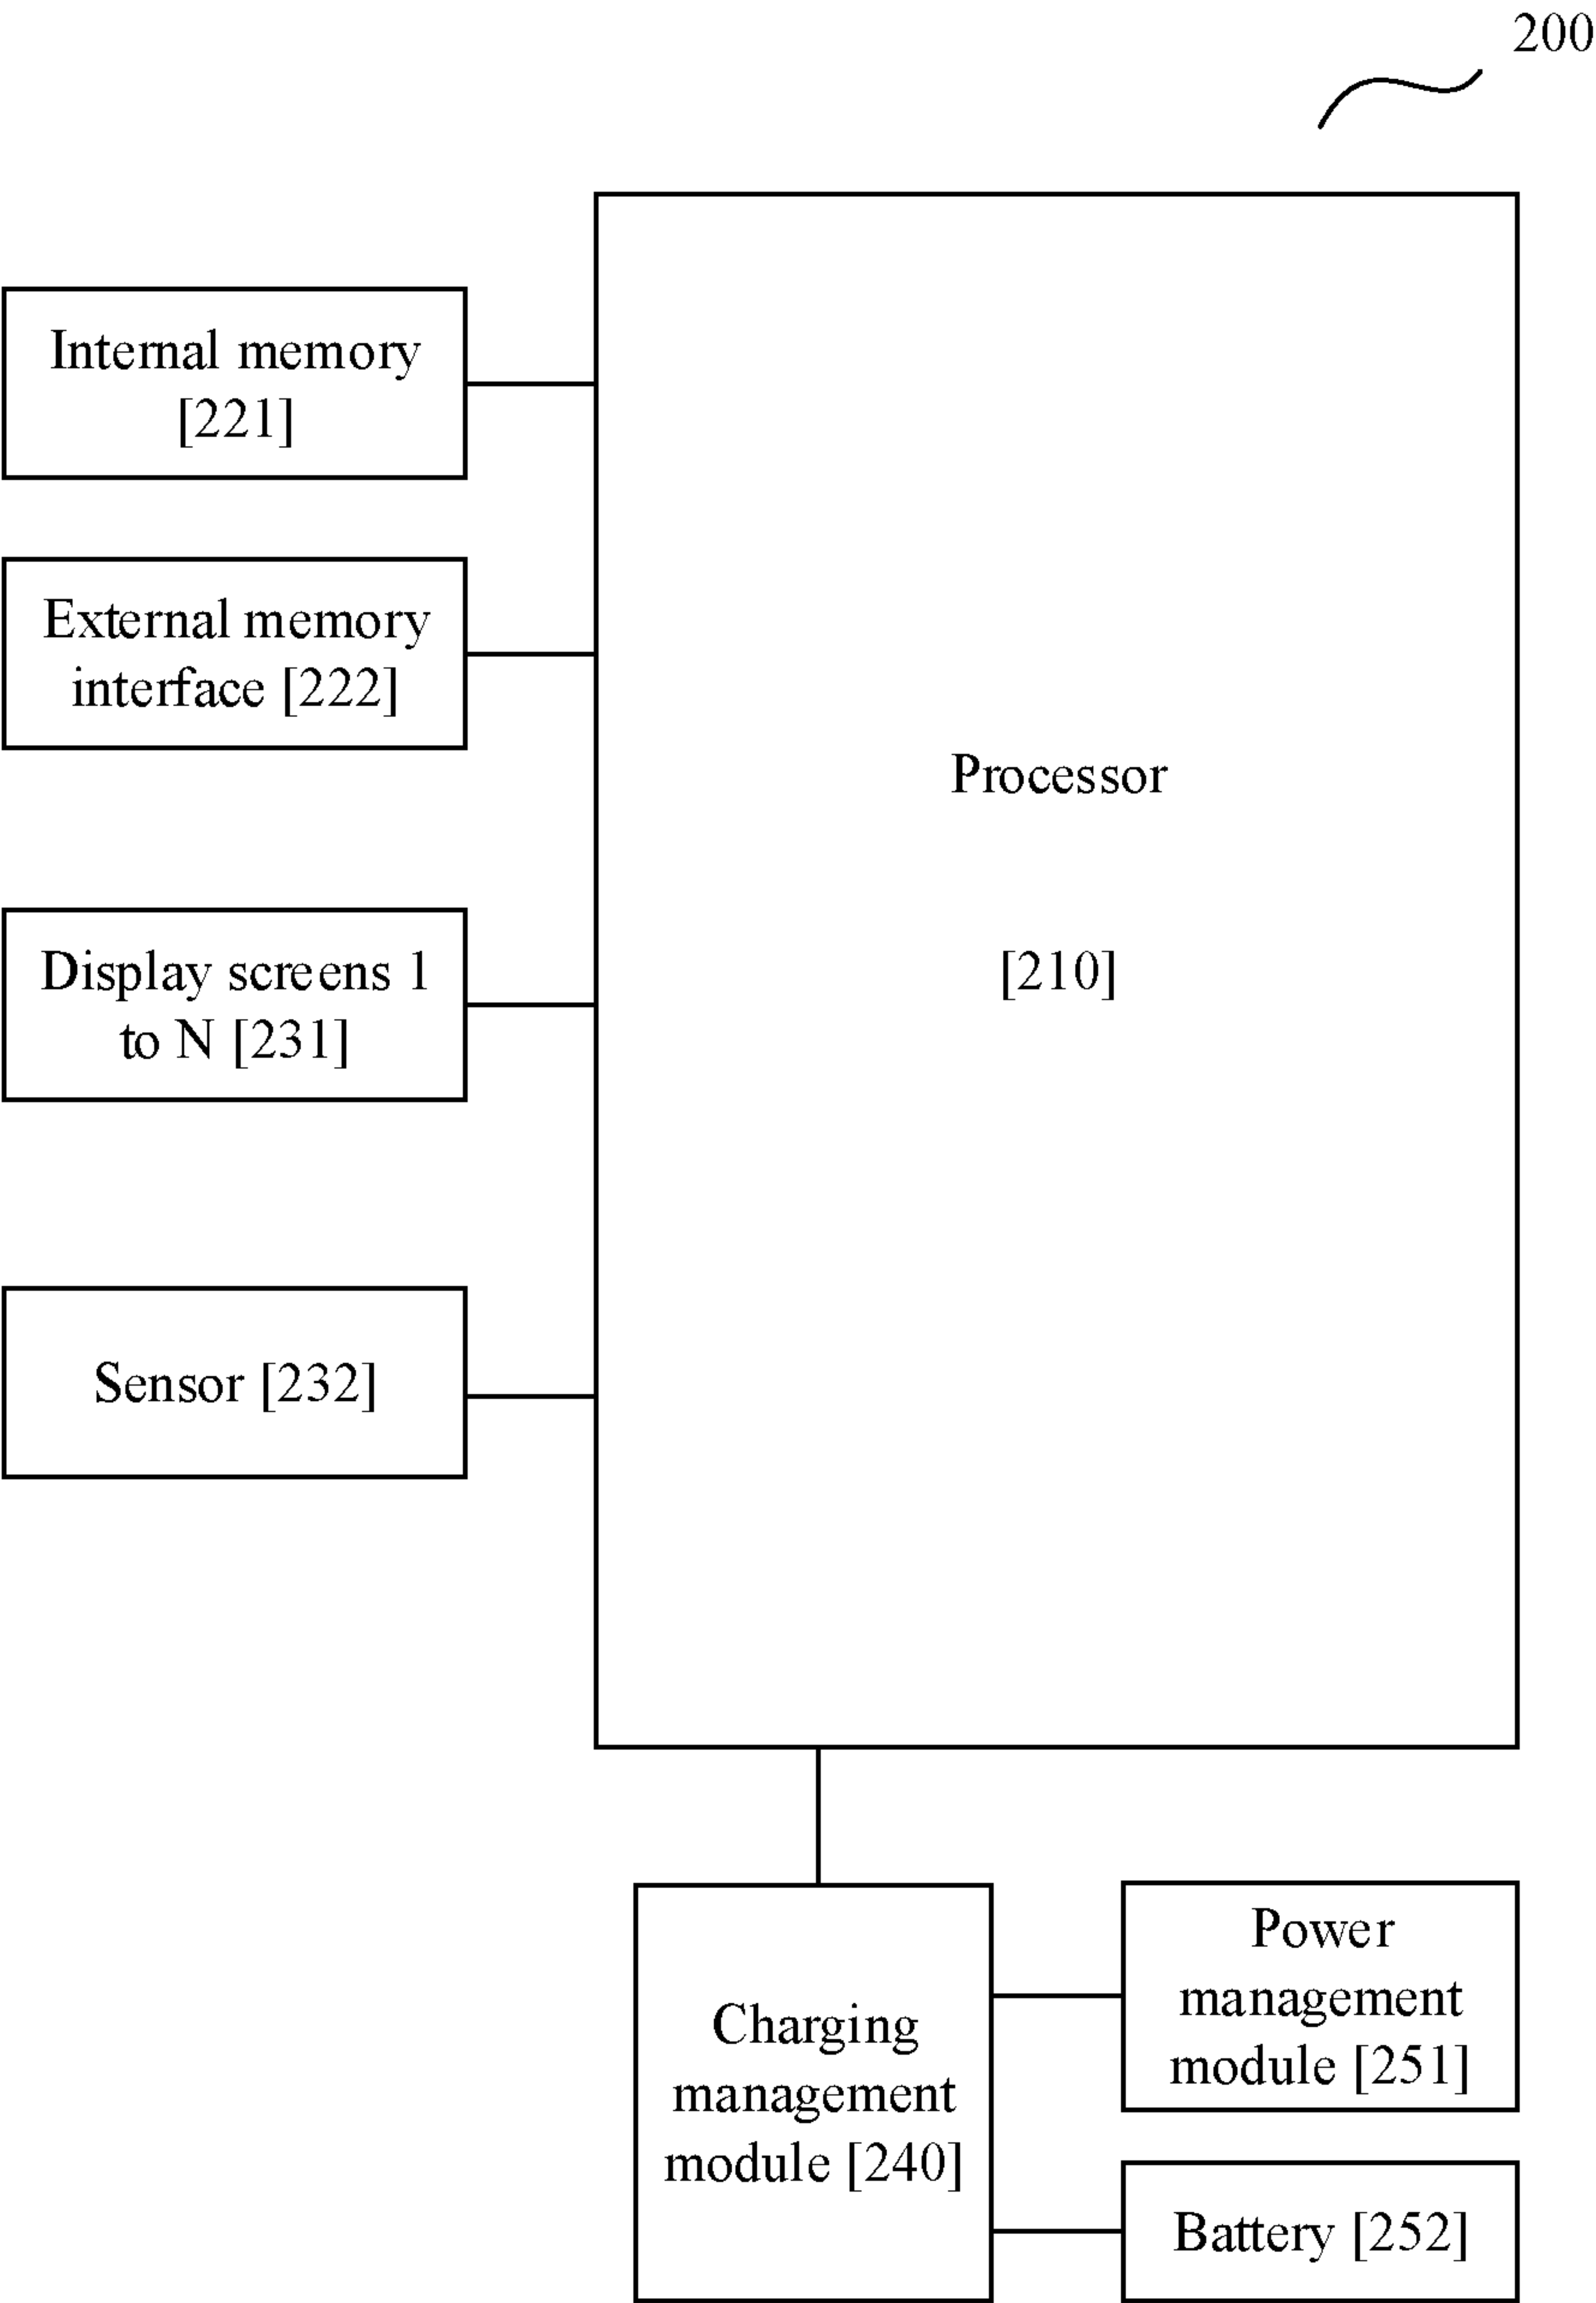 200
Internal memory
[221]
External memory
interface [222]
Processor
[210]
Display screens 1
to N [231]
Sensor [232]
Charging
management
module [240]
Power
management
module [251]
Battery [252]